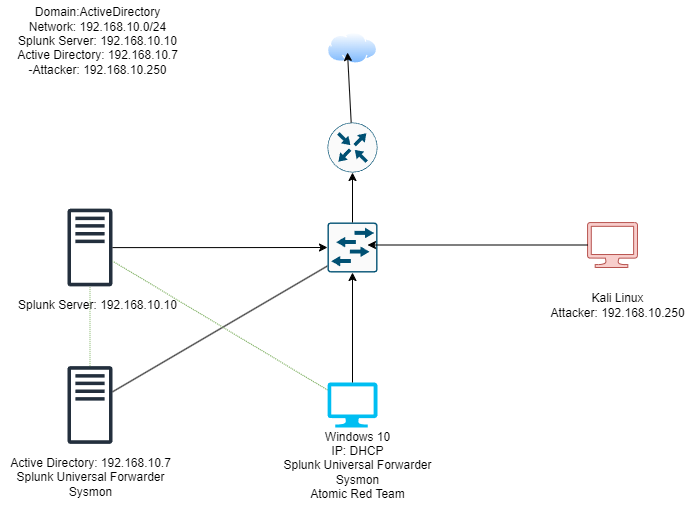 Domain:ActiveDirectory
Network: 192.168.10.0/24
Splunk Server: 192.168.10.10
Active Directory: 192.168.10.7
-Attacker: 192.168.10.250
Splunk Server: 192.168.10.10
Kali Linux
Attacker: 192.168.10.250
Active Directory: 192.168.10.7
Splunk Universal Forwarder
Sysmon
Windows 10
IP: DHCP
Splunk Universal Forwarder
Sysmon
Atomic Red Team